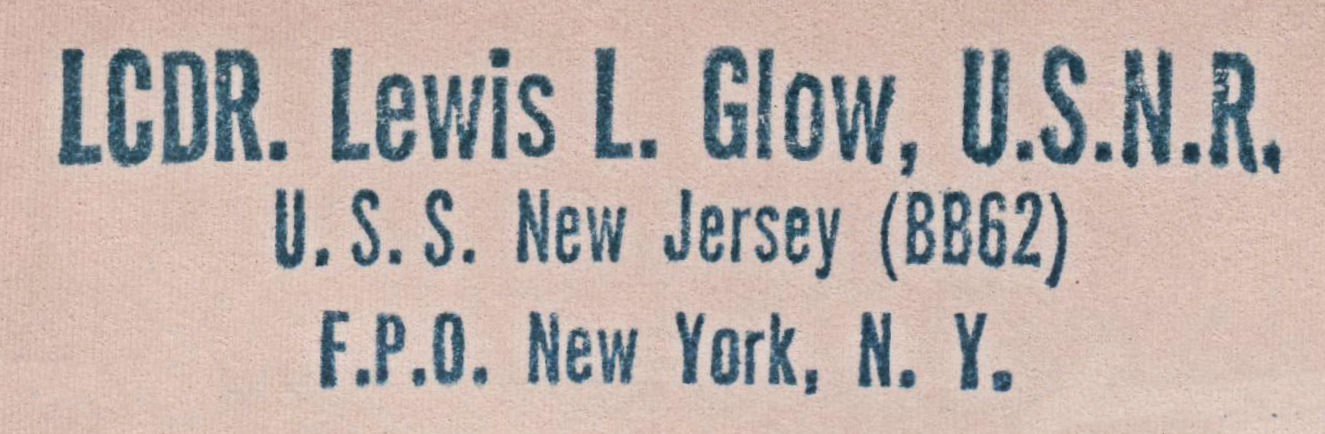 LCDR. Lewis L. Glow, U.S.N.R.
U. S. S. New Jersey (BB62)
F.P.O. New York, N. Y.